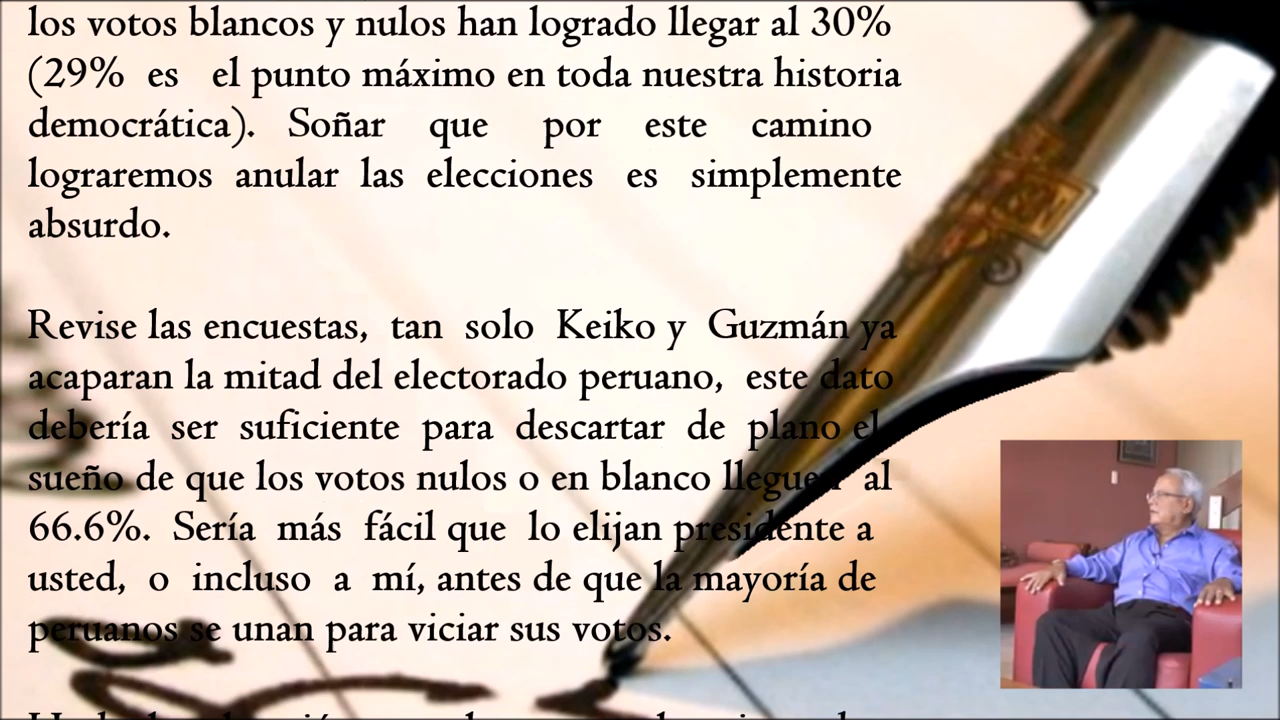 los votos blancos y nulos han logrado llegar al 30%
(29% es el punto máximo en toda nuestra historia
democrática). Soñar que por este camino
lograremos anular las elecciones es simplemente
absurdo.
Revise las encuestas, tan solo Keiko y Guzmán ya
acaparan la mitad del electorado peruano, este dato
debería ser suficiente para descartar de plano el
sueño de que los votos nulos o en blanco lleguen al
66.6%. Sería más fácil que lo elijan presidente a
usted, o incluso a mí, antes de que la mayoría de
peruanos se unan para viciar sus votos.